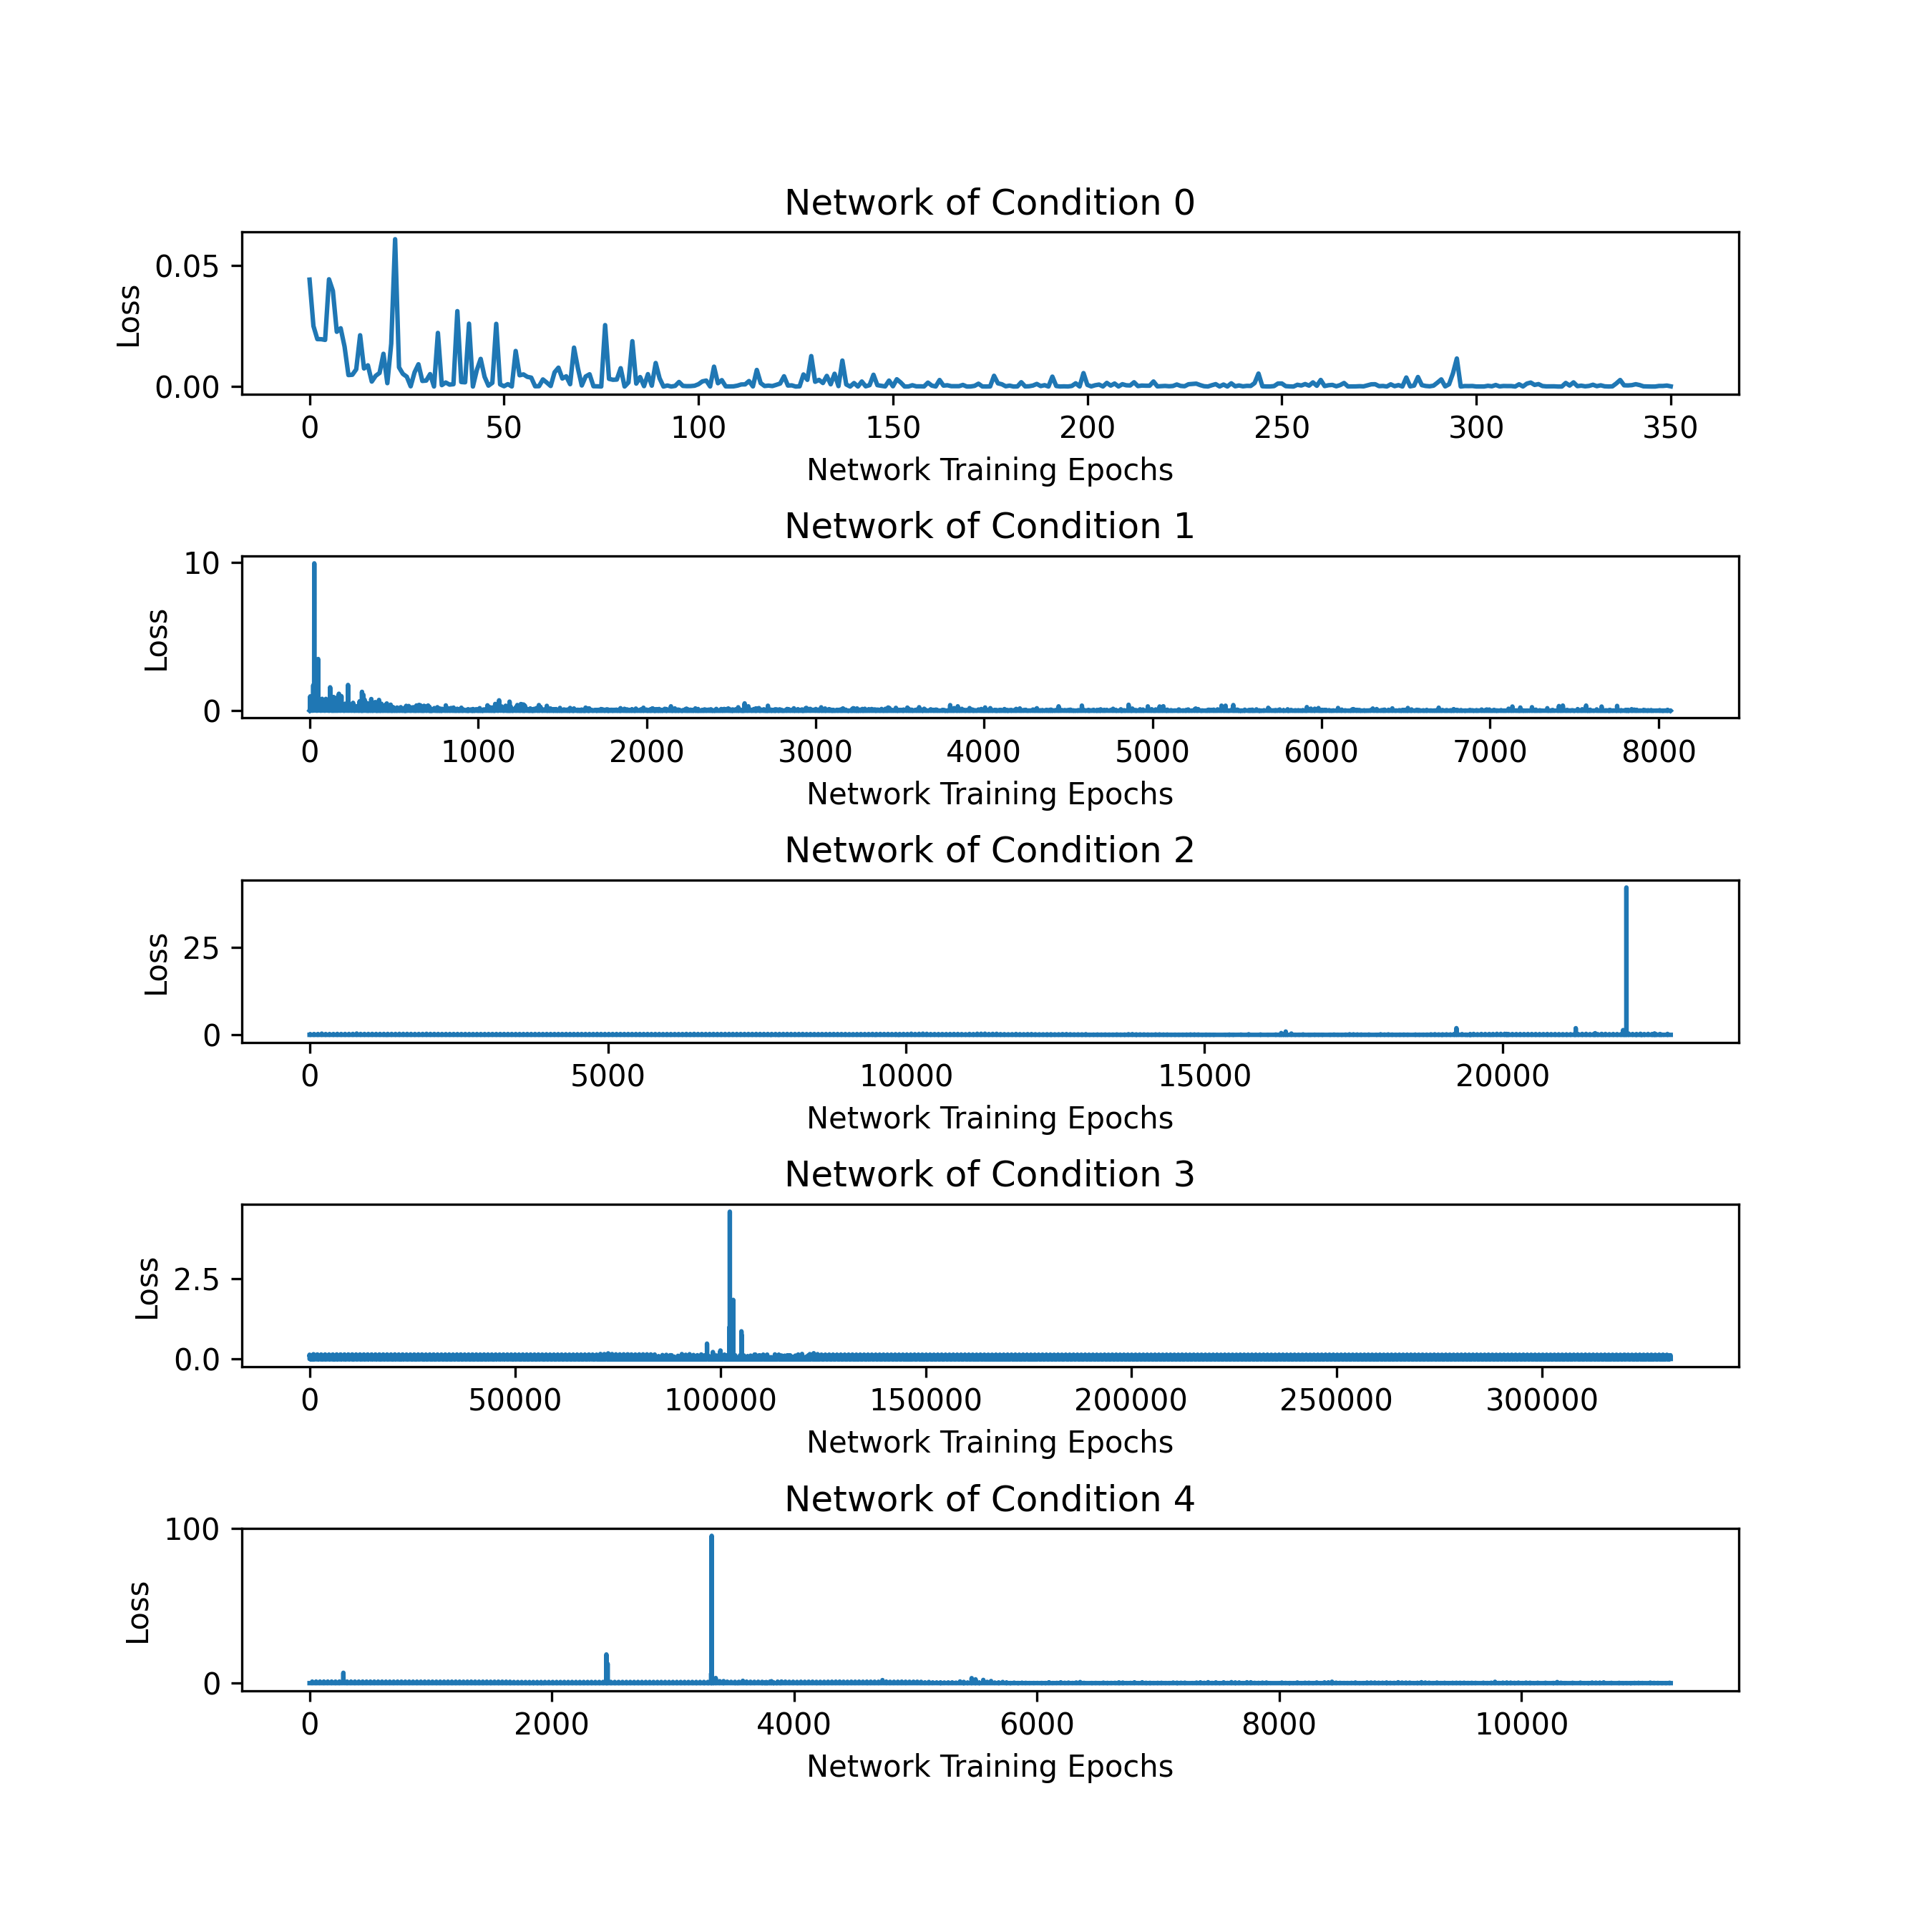 Network of Condition 0
Loss
0.05
0.00
0 50 100 150 200 250 300 350
Network Training Epochs
Network of Condition 1
Loss
10
0
0 1000 2000 3000 4000 5000 6000 7000 8000
Network Training Epochs
Network of Condition 2
Loss
25
0
0 5000 10000 15000 20000
Network Training Epochs
Network of Condition 3
Loss
2.5
0.0
0 50000 100000 150000 200000 250000 300000
Network Training Epochs
Network of Condition 4
Loss
100
0
0 2000 4000 6000 8000 10000
Network Training Epochs